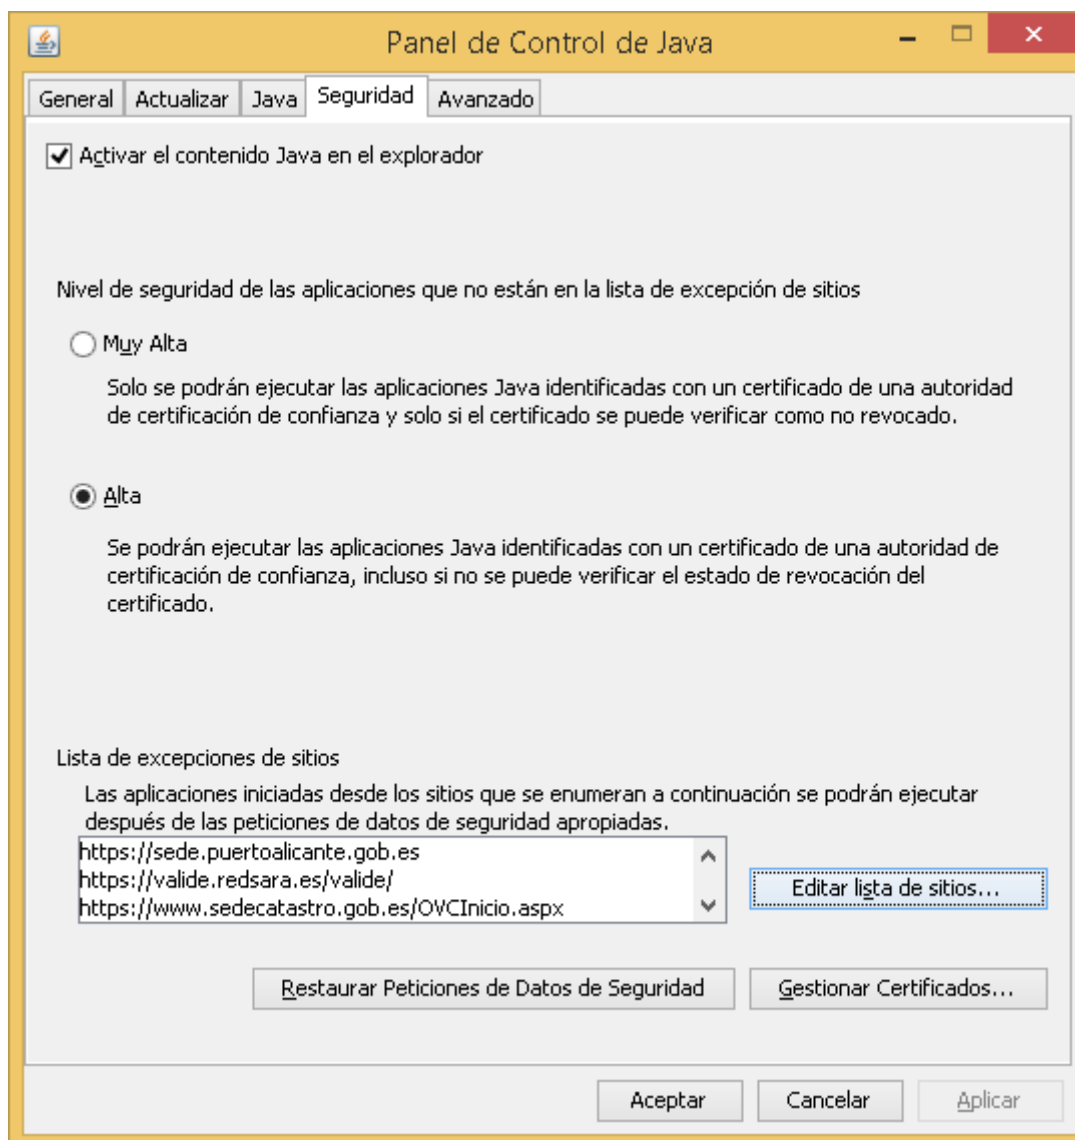 Panel de Control de Java
General Actualizar Java Seguridad Avanzado
Activar el contenido Java en el explorador
Nivel de seguridad de las aplicaciones que no están en la lista de excepción de sitios
Muy Alta
Solo se podrán ejecutar las aplicaciones Java identificadas con un certificado de una autoridad
de certificación de confianza y solo si el certificado se puede verificar como no revocado.
Alta
Se podrán ejecutar las aplicaciones Java identificadas con un certificado de una autoridad de
certificación de confianza, incluso si no se puede verificar el estado de revocación del
certificado.
Lista de excepciones de sitios
Las aplicaciones iniciadas desde los sitios que se enumeran a continuación se podrán ejecutar
después de las peticiones de datos de seguridad apropiadas.
https://sede.puertoalicante.gob.es
https://valide.redsara.es/valide/
https://www.sedecatastro.gob.es/OVCInicio.aspx
Editar lista de sitios...
Restaurar Peticiones de Datos de Seguridad Gestionar Certificados...
Aceptar Cancelar Aplicar